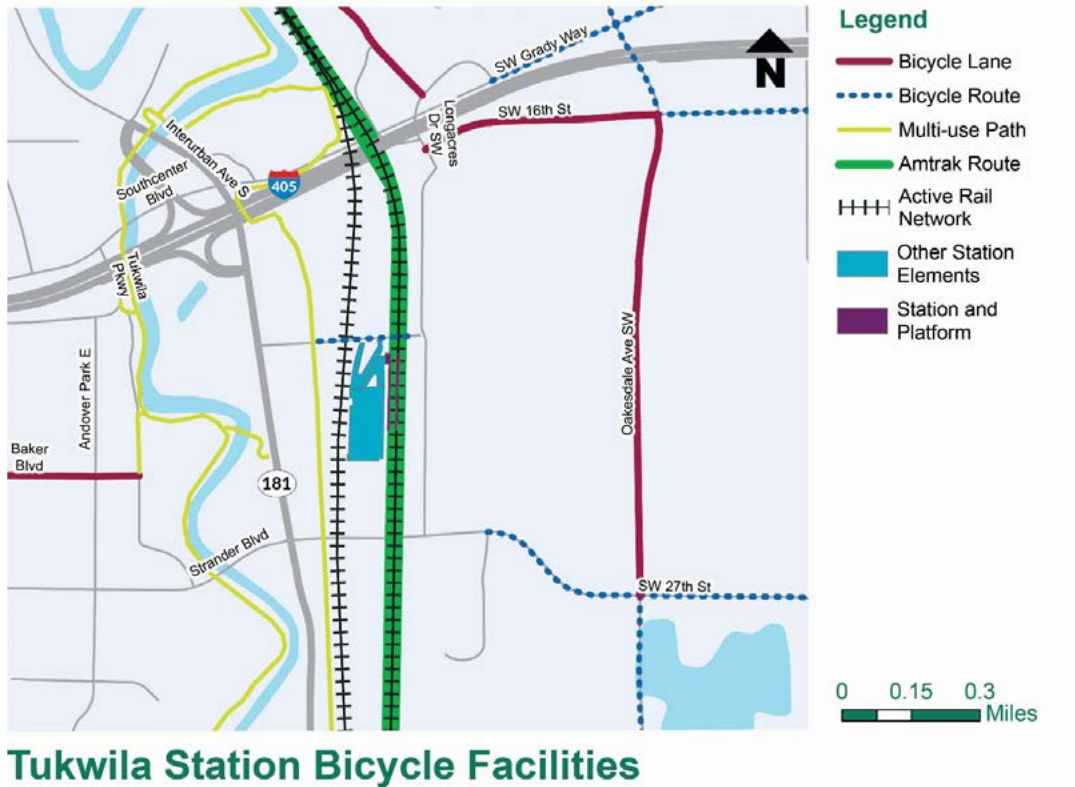 SW Grady Way
N
Longacres
Dr SW
SW 16th St
Interurban Ave S
Southcenter
Blvd
405
Tukwila
Pkwy
Oakesdale Ave SW
Andover Park E
Baker
Blvd
181
Strander Blvd
SW 27th St
Legend
Bicycle Lane
Bicycle Route
Multi-use Path
Amtrak Route
Active Rail
Network
Other Station
Elements
Station and
Platform
0 0.15 0.3
Miles
Tukwila Station Bicycle Facilities